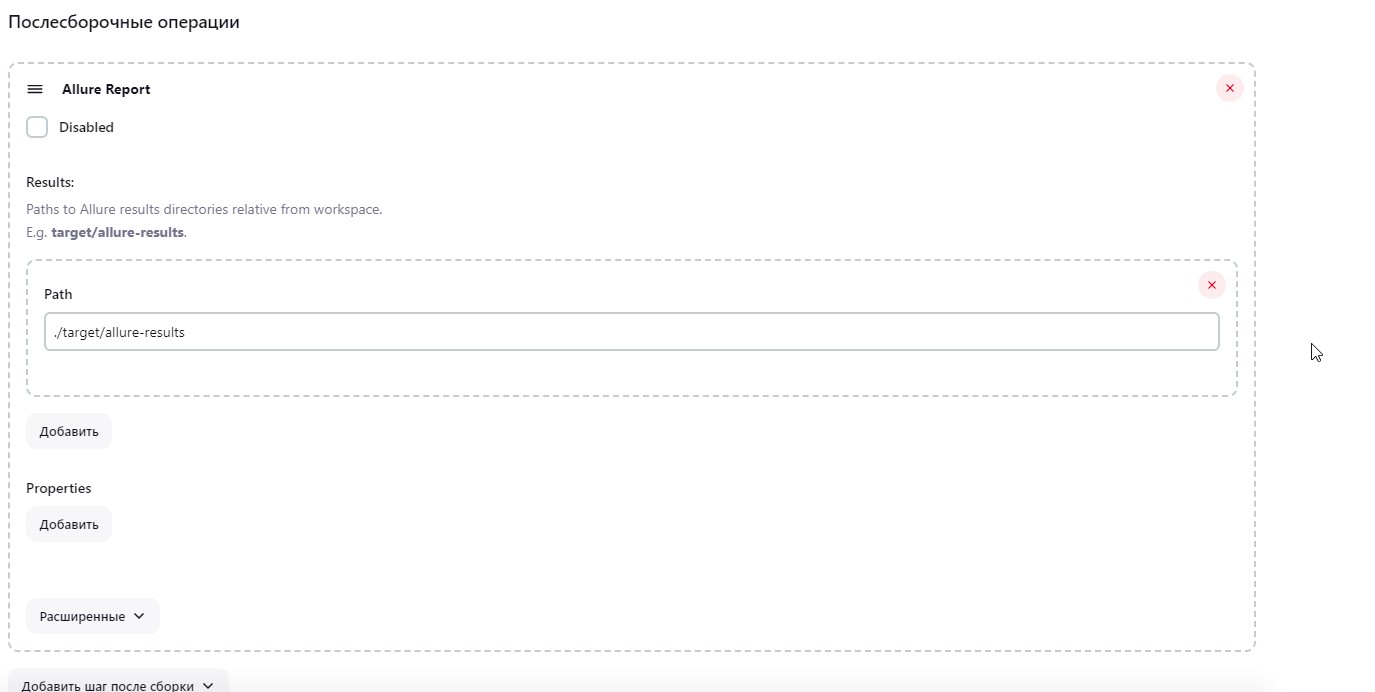 Послесборочные операции
Allure Report
Disabled
Results:
Paths to Allure results directories relative from workspace.
E.g. target/allure-results.
Path
./target/allure-results
Добавить
Properties
Добавить
Расширенные
Добавить шаг после сборки